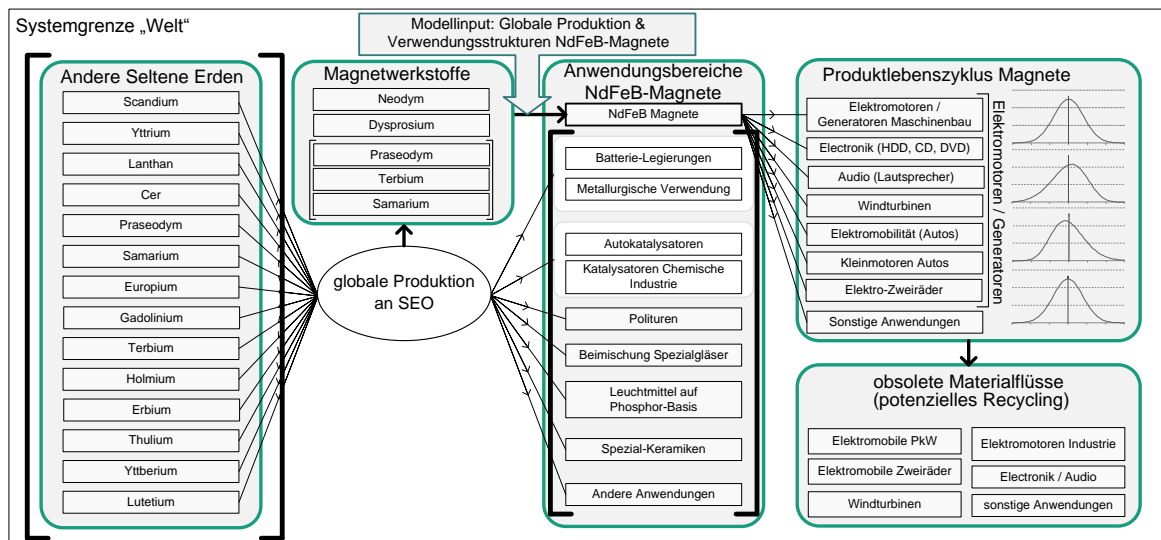 Systemgrenze „Welt“
Modellinput: Globale Produktion &
Verwendungsstrukturen NdFeB-Magnete
Andere Seltene Erden
Scandium
Yttrium
Lanthan
Cer
Praseodym
Samarium
Europium
Gadolinium
Terbium
Holmium
Erbium
Thulium
Yttberium
Lutetium
Magnetwerkstoffe
Neodym
Dysprosium
Praseodym
Terbium
Samarium
globale Produktion
an SEO
Anwendungsbereiche
NdFeB-Magnete
NdFeB Magnete
Batterie-Legierungen
Metallurgische Verwendung
Autokatalysatoren
Katalysatoren Chemische
Industrie
Polituren
Beimischung Spezialgläser
Leuchtmittel auf
Phosphor-Basis
Spezial-Keramiken
Andere Anwendungen
Produktlebenszyklus Magnete
Elektromotoren /
Generatoren Maschinenbau
Electronik (HDD, CD, DVD)
Audio (Lautsprecher)
Windturbinen
Elektromobilität (Autos)
Kleinmotoren Autos
Elektro-Zweiräder
Sonstige Anwendungen
Elektromotoren / Generatoren
obsolete Materialflüsse
(potenzielles Recycling)
Elektromobile PkW
Elektromobile Zweiräder
Windturbinen
Elektromotoren Industrie
Electronik / Audio
sonstige Anwendungen